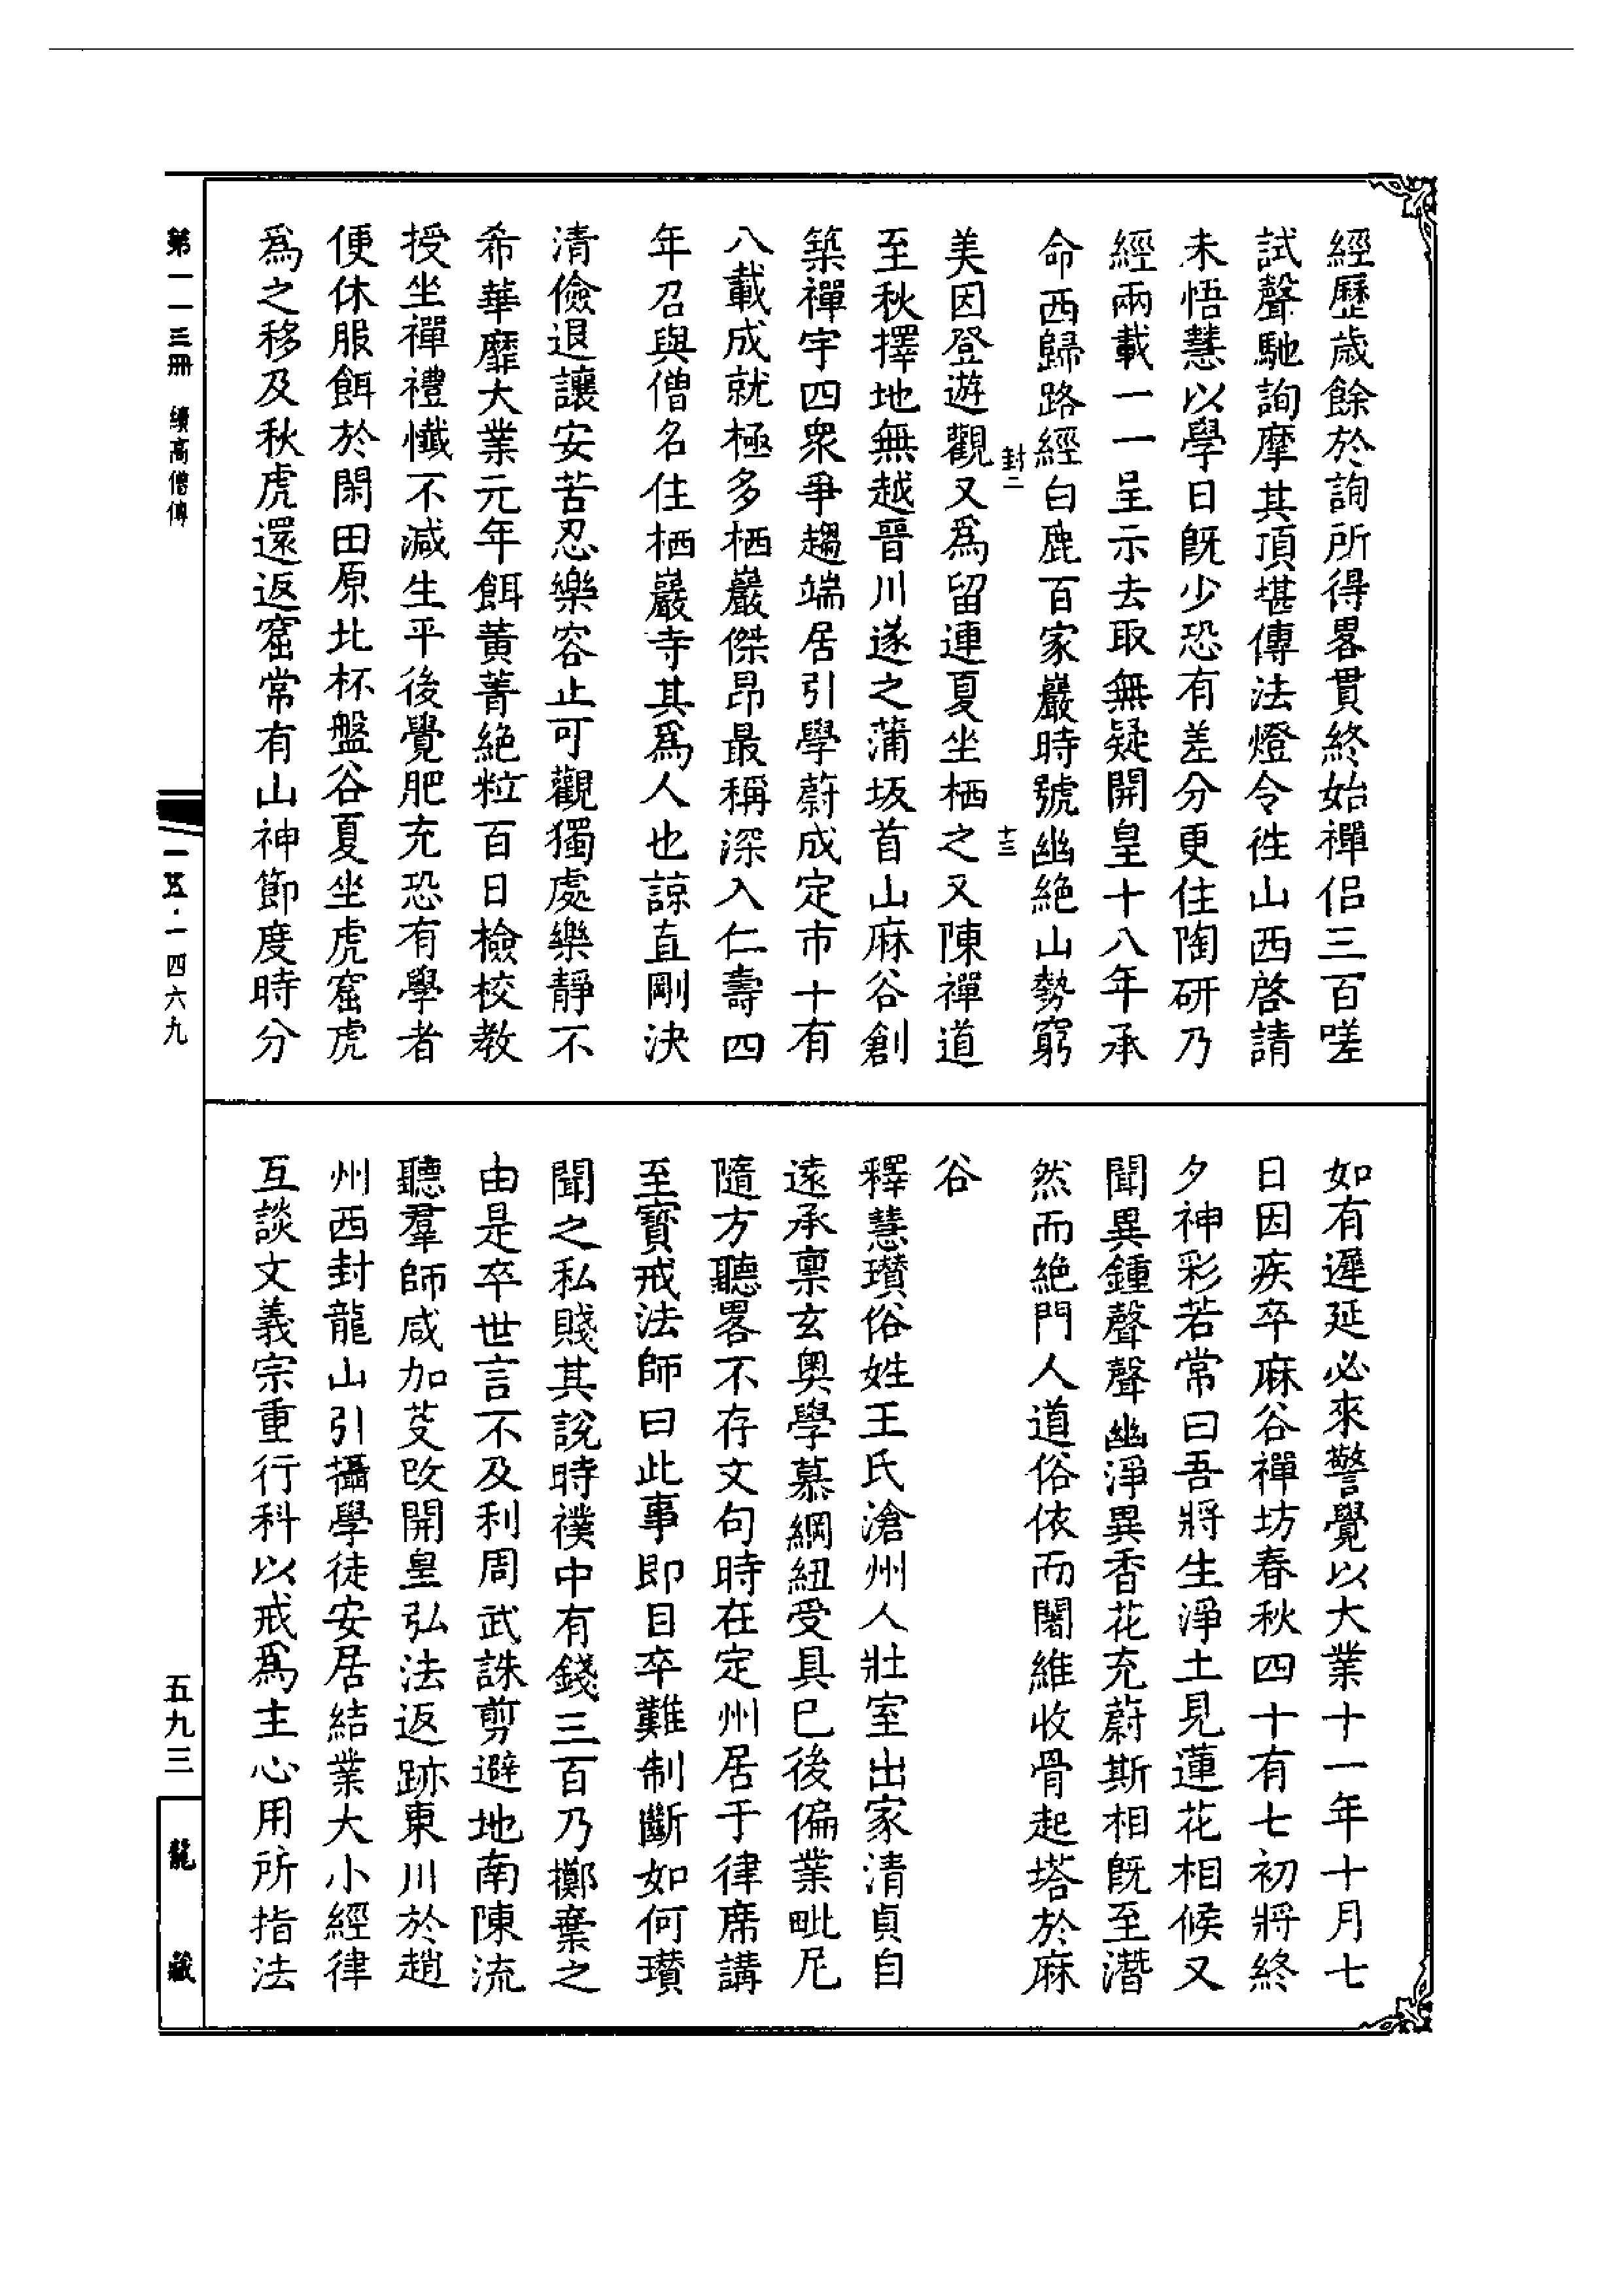 經歷歲餘於詢所得畧貫終始禪侶三百嗟
試聲馳詢摩其頂堪傳法燈令徃山西啓請
未悟慧以學日旣少恐有差分更住陶研乃
經兩載一一呈示去取無疑開皇十八年承
命西歸路經白鹿百家巖時號幽絶山勢窮
封二
十三
美因登遊觀又爲留連夏坐栖之又陳禪道
至秋擇地無越晉川遂之蒲坂首山麻谷創
築禪宇四衆爭趨端居引學蔚成定市十有
八載成就極多栖巖傑昂最稱深入仁壽四
年召與僧名住栖巖寺其爲人也諒直剛決
清儉退讓安苦忍樂容止可觀獨處樂靜不
希華靡大業元年餌黃菁絶粒百日檢校教
授坐禪禮懺不減生平後覺肥充恐有學者
便休服餌於閑田原北杯盤谷夏坐虎窟虎
爲之移及秋虎還返窟常有山神節度時分
如有遲延必來警覺以大業十一年十月七
日因疾卒麻谷禪坊春秋四十有七初將終
夕神彩若常曰吾將生淨土見蓮花相候又
聞異鍾聲聲幽淨異香花充蔚斯相旣至潛
然而絶門人道俗依而闍維收骨起塔於麻
谷
釋慧瓚俗姓王氏滄州人壯室出家清貞自
遠承稟玄奥學慕綱紐受具已後偏業毗尼
隨方聽畧不存文句時在定州居于律席講
至寳戒法師曰此事即目卒難制斷如何瓚
聞之私賤其說時襆中有錢三百乃擲棄之
由是卒世言不及利周武誅剪避地南陳流
聽羣師咸加芟改開皇弘法返跡東川於趙
州西封龍山引攝學徒安居結業大小經律
互談文義宗重行科以戒爲主心用所指法
第一一三冊 續高僧傳
一五·一四六九
五九三
龍藏